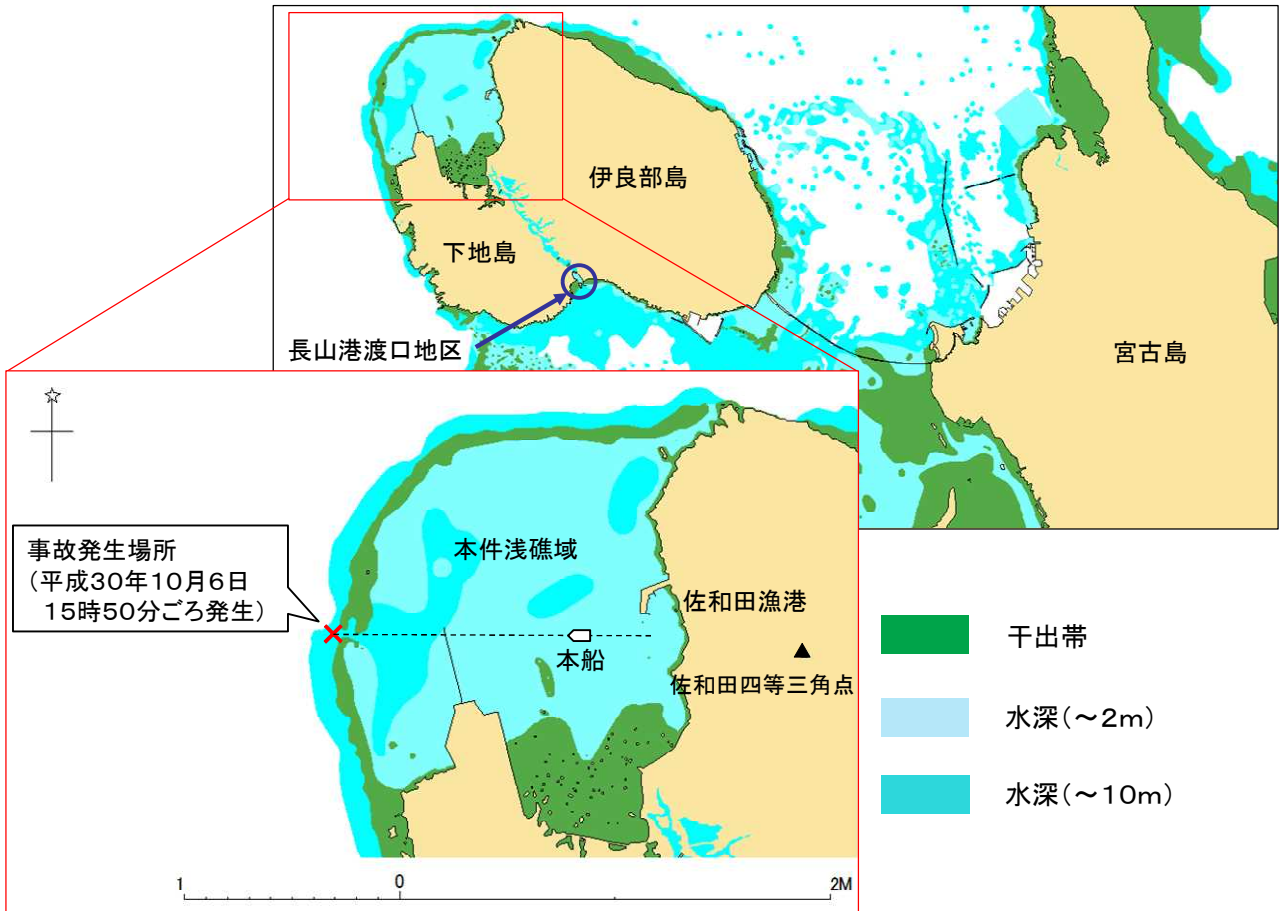 伊良部島
下地島
長山港渡口地区
宮古島
事故発生場所
(平成30年10月6日
15時50分ごろ発生)
本件浅礁域
佐和田漁港
本船
佐和田四等三角点
干出帯
水深(~2m)
水深(~10m)
1 0 2M